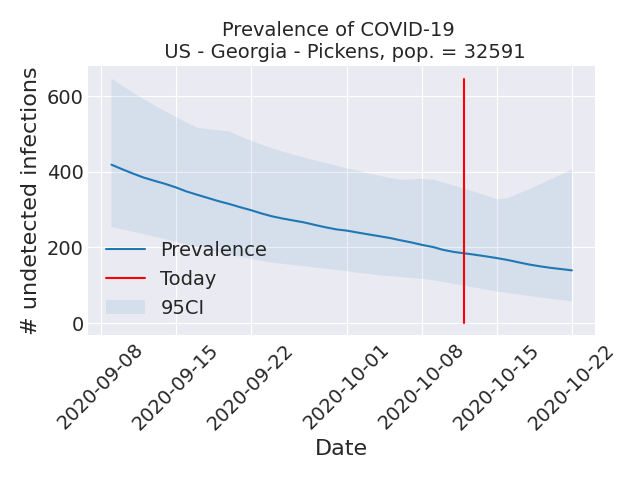 Prevalence of COVID-19
US - Georgia - Pickens, pop. = 32591
# undetected infections
600
400
200
0
Prevalence
Today
95CI
2020-09-08
2020-09-15
2020-09-22
2020-10-01
2020-10-08
2020-10-15
2020-10-22
Date